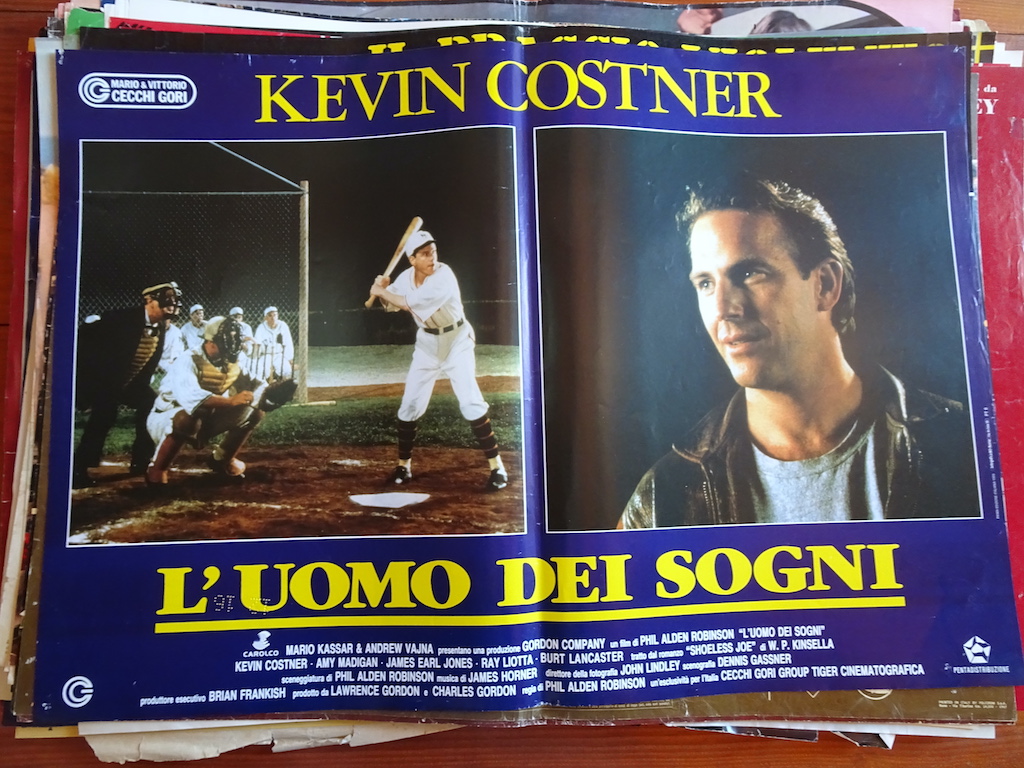 MARIO & VITTORIO
CECCHI GORI
KEVIN COSTNER
da
EY
L'UOMO DEI SOGNI
CAROLCO MARIO KASSAR & ANDREW VAJNA presentano una produzione GORDON COMPANY un film di PHIL ALDEN ROBINSON "L'UOMO DEI SOGNI"
KEVIN COSTNER · AMY MADIGAN · JAMES EARL JONES · RAY LIOTTA · BURT LANCASTER tratto dal romanzo "SHOELESS JOE" di W. P. KINSELLA
sceneggiatura di PHIL ALDEN ROBINSON musica di JAMES HORNER direttore della fotografia JOHN LINDLEY scenografia DENNIS GASSNER
produttore esecutivo BRIAN FRANKISH prodotto da LAWRENCE GORDON e CHARLES GORDON regia di PHIL ALDEN ROBINSON un'esclusività per l'Italia CECCHI GORI GROUP TIGER CINEMATOGRAFICA
PENTADISTRIBUZIONE